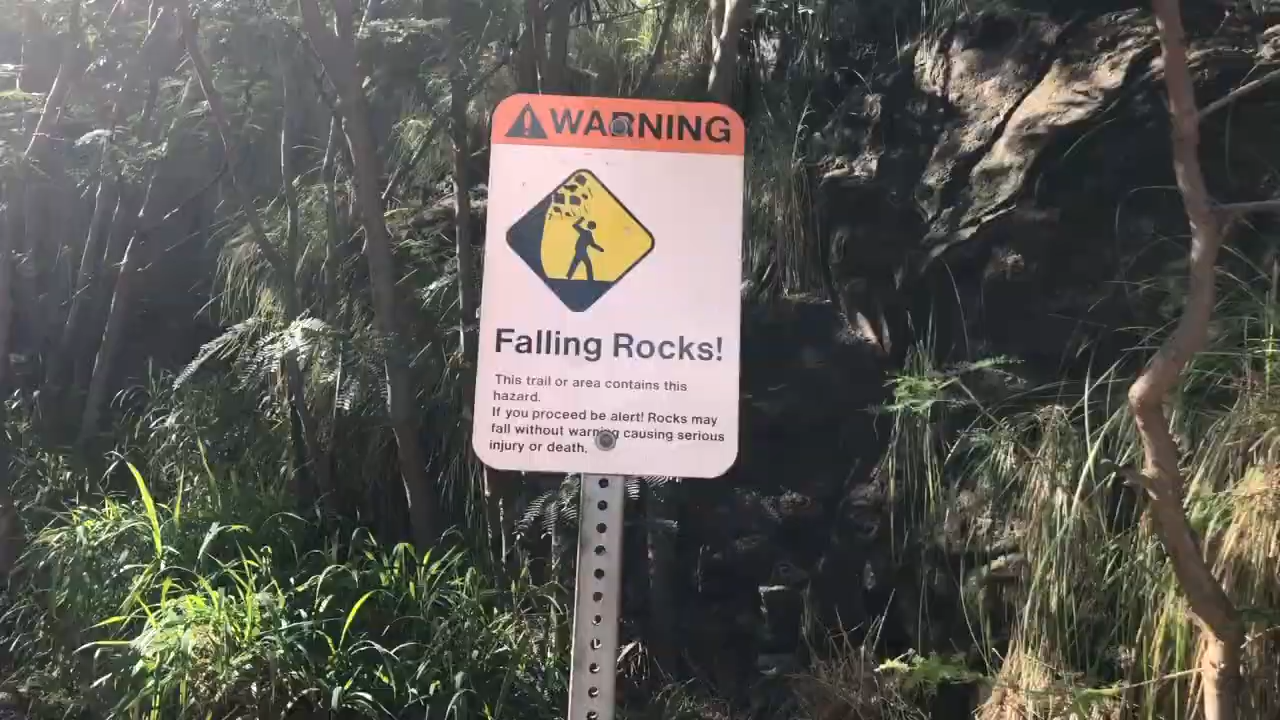 WARNING
Falling Rocks!
This trail or area contains this
hazard.
If you proceed be alert! Rocks may
fall without warning causing serious
injury or death.